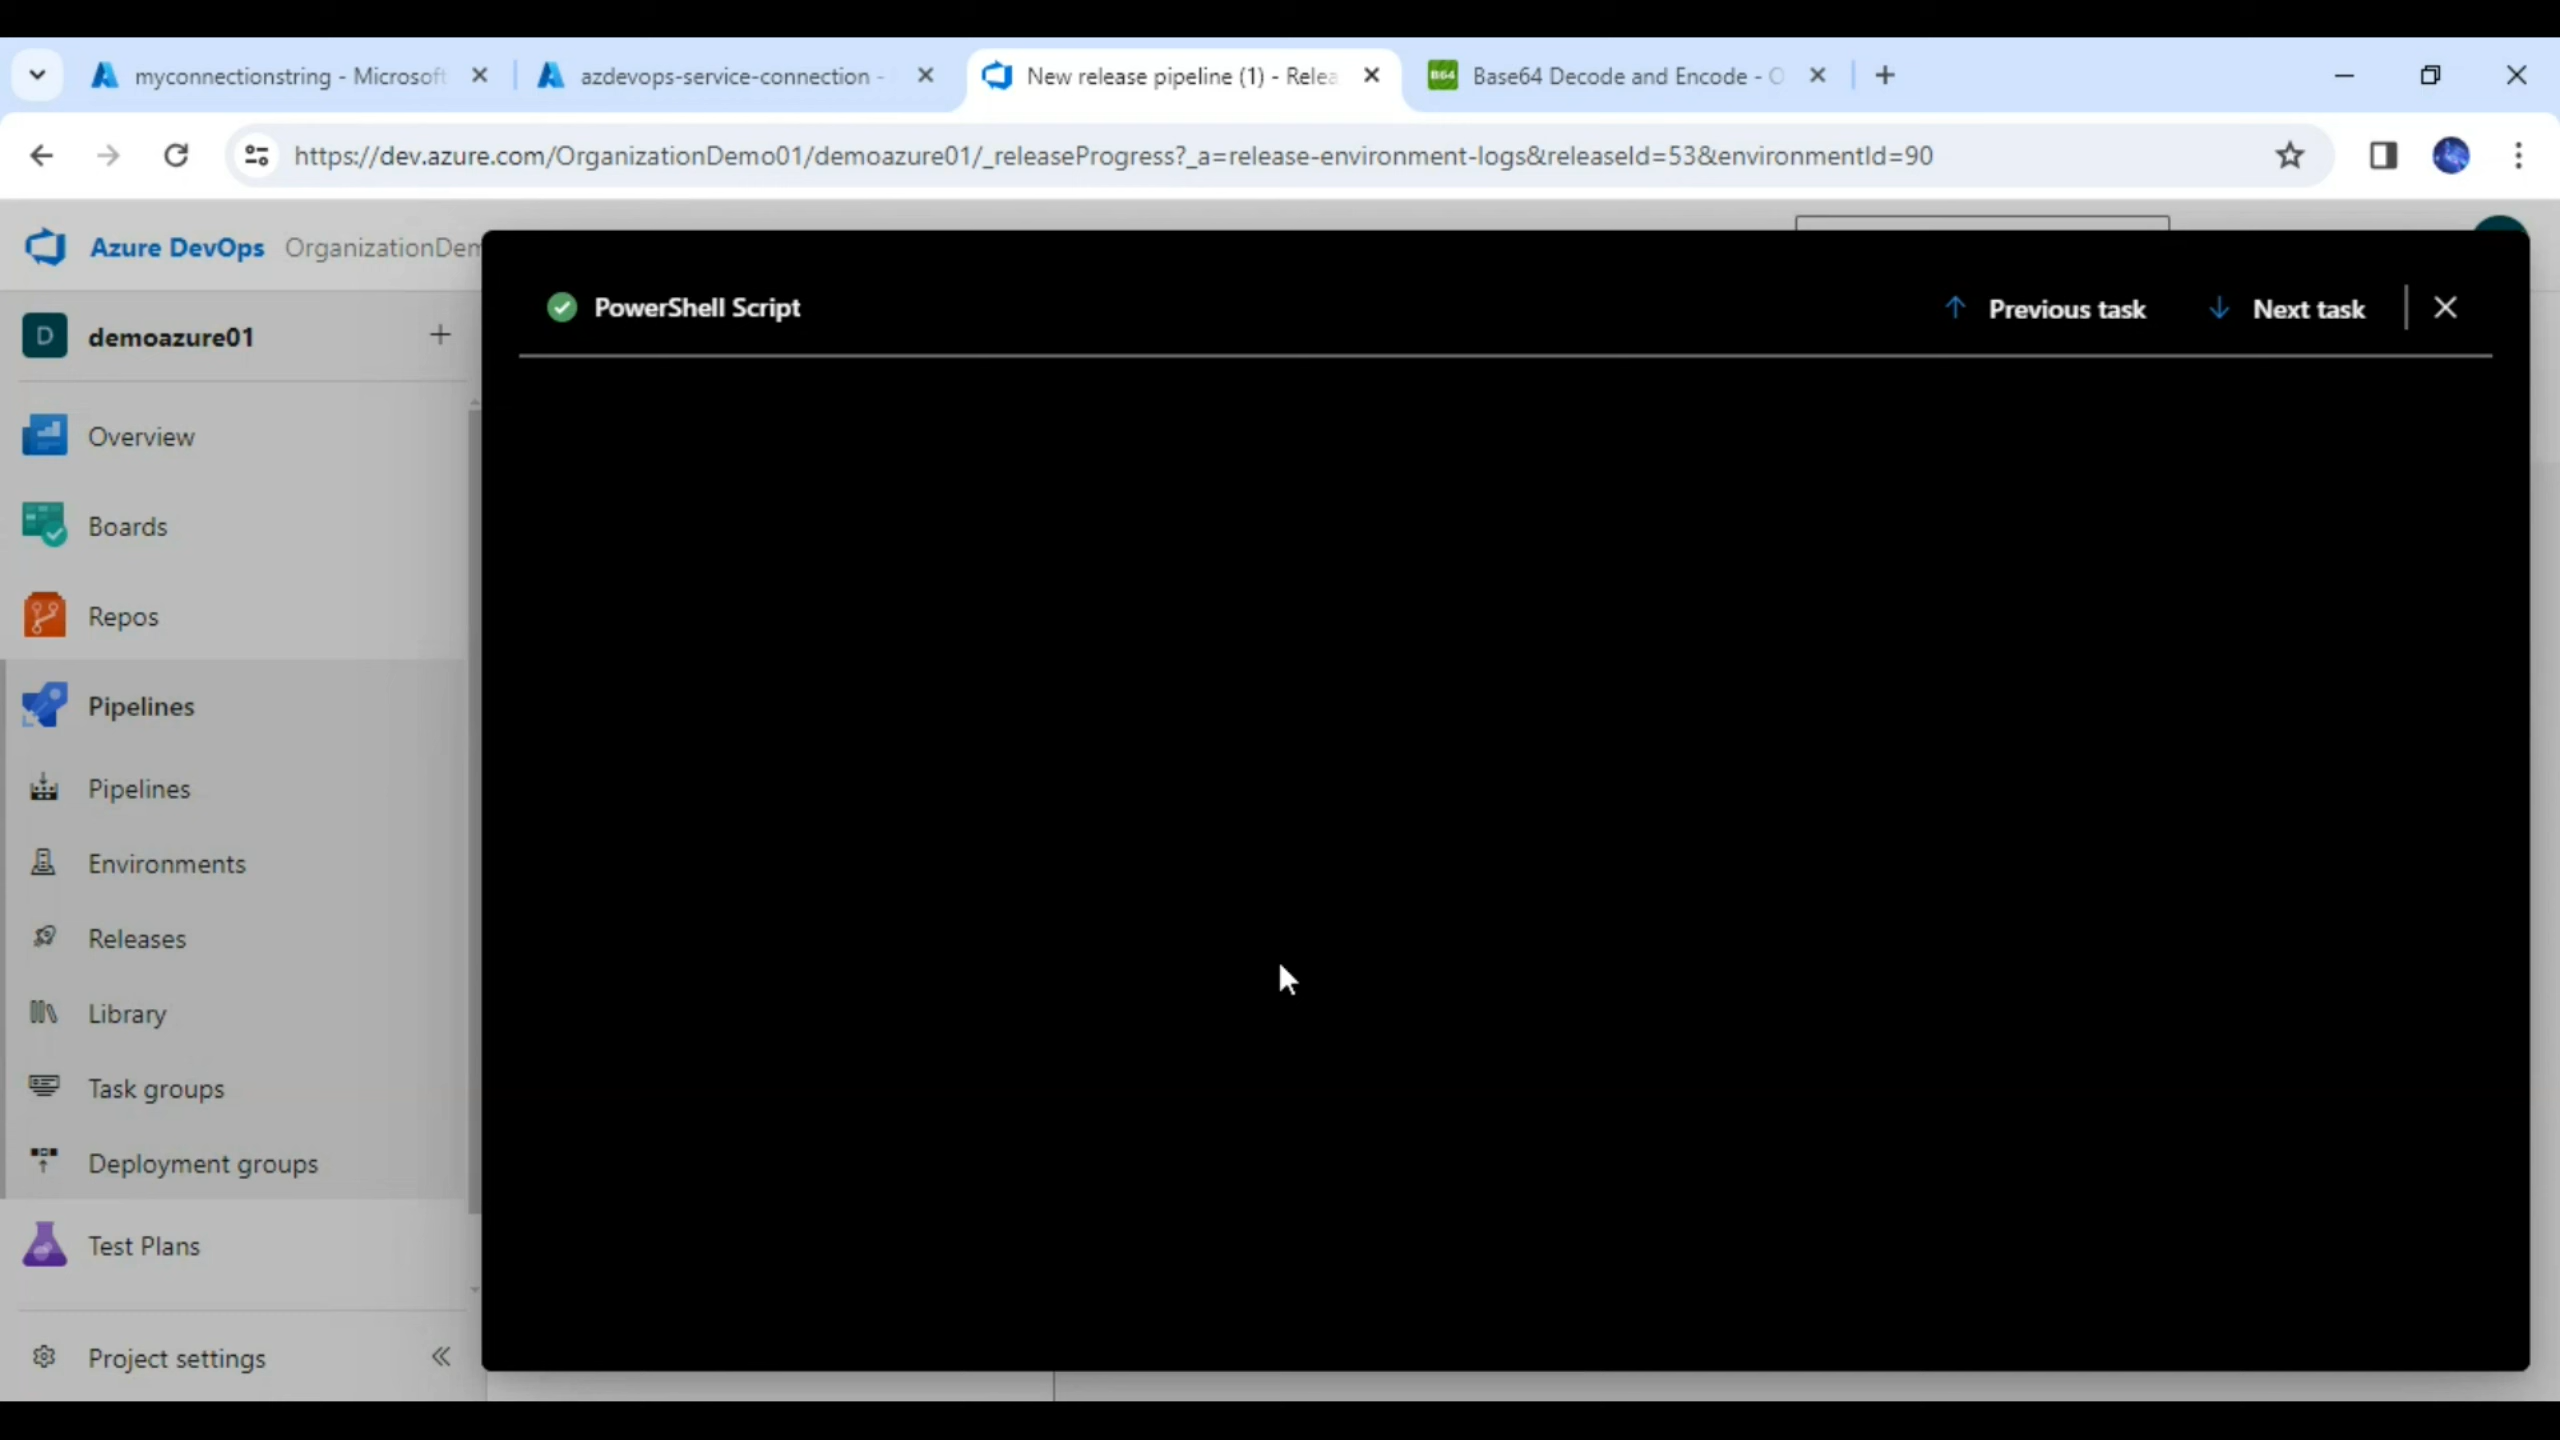 myconnectionstring - Microsoft
azdevops-service-connection -
New release pipeline (1) - Relea
B64 Base64 Decode and Encode - O
https://dev.azure.com/OrganizationDemo01/demoazure01/_releaseProgress?_a=release-environment-logs&releaseId=53&environmentId=90
Azure DevOps OrganizationDem
D demoazure01
PowerShell Script
Previous task
Next task
Overview
Boards
Repos
Pipelines
Pipelines
Environments
Releases
Library
Task groups
Deployment groups
Test Plans
Project settings